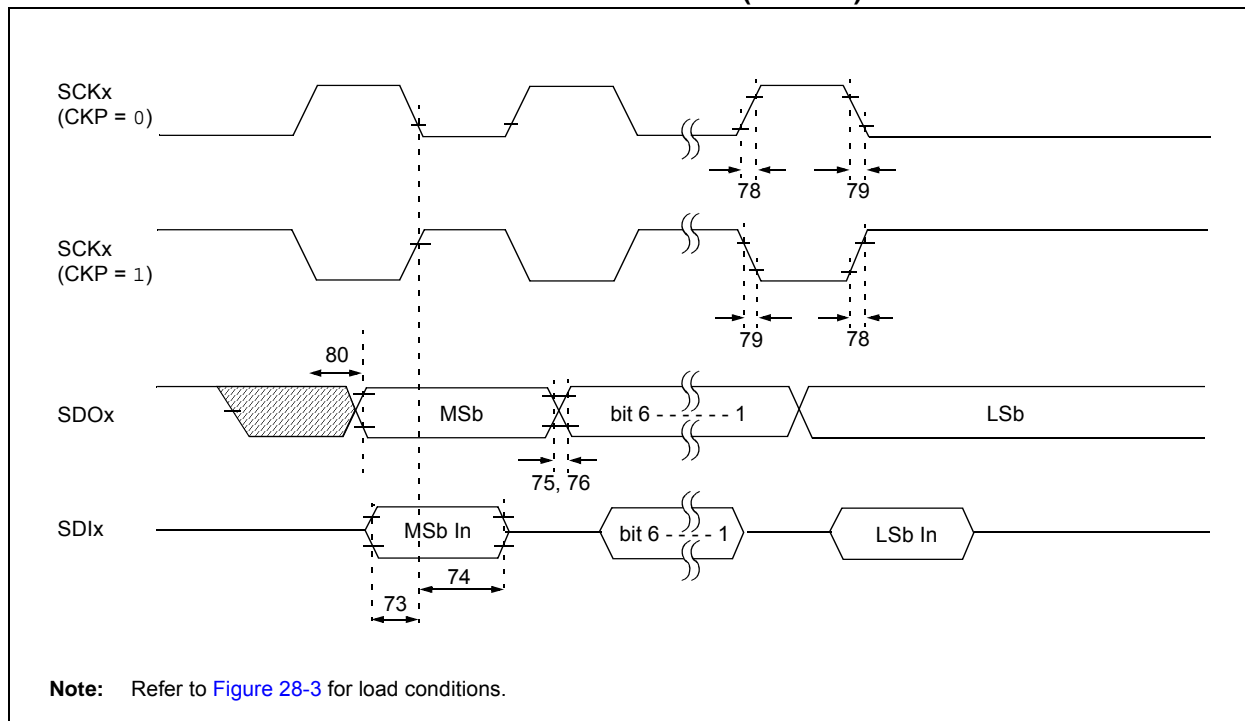 SCKx
(CKP = 0)
78
79
SCKx
(CKP = 1)
79
78
80
SDOx
MSb
bit 6 - - - - - - 1
LSb
75, 76
SDIx
MSb In
bit 6 - - - - 1
LSb In
74
73
Note: Refer to Figure 28-3 for load conditions.